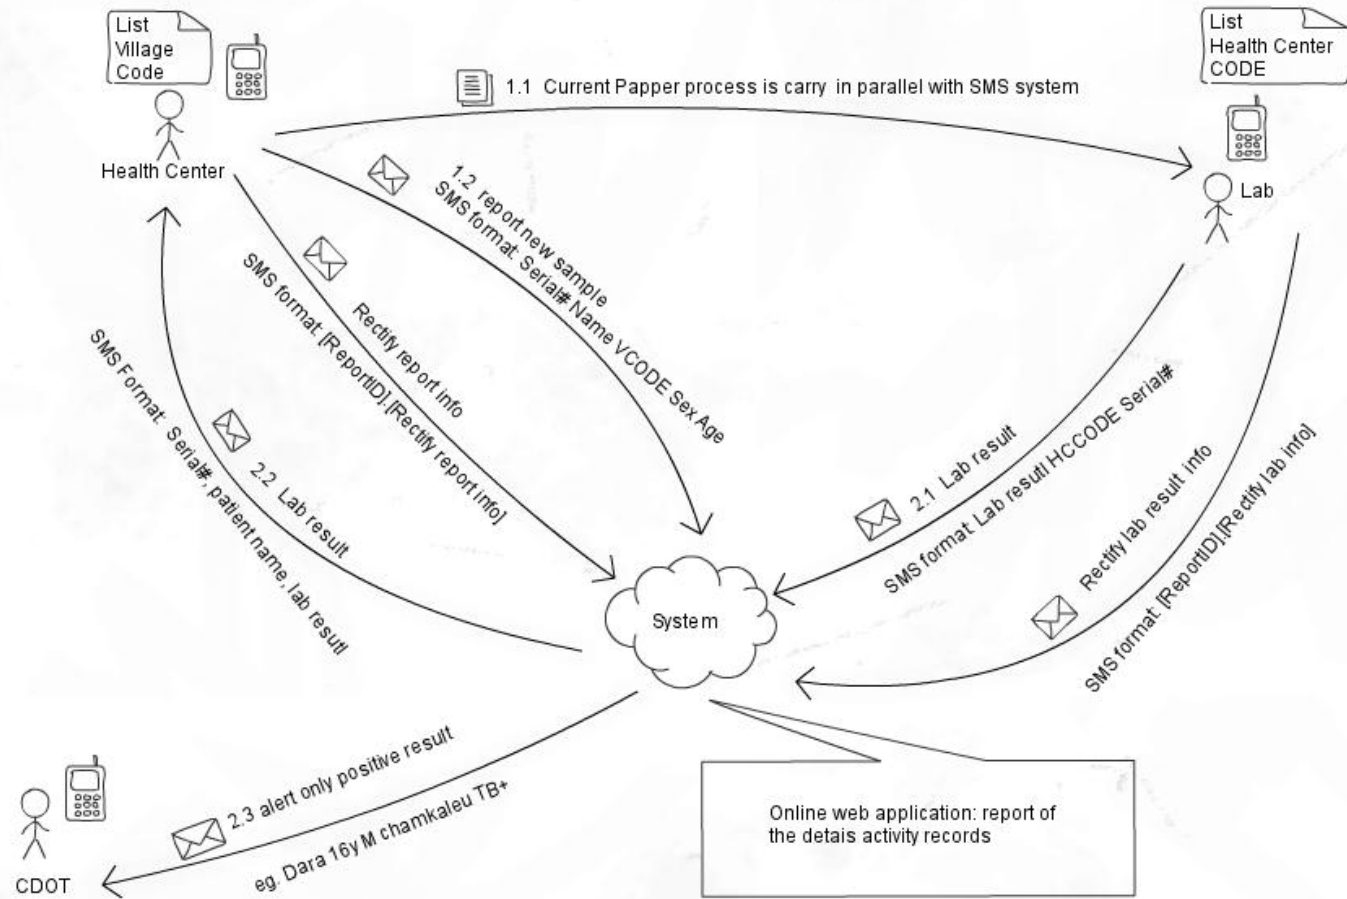 List
Village
Code
List
Health Center
CODE
1.1 Current Papper process is carry in parallel with SMS system
Health Center
Lab
1.2 report new sample
SMS format: Serial# Name VCODE Sex Age
Rectify report info
SMS format: [ReportID].[Rectify report info]
2.2 Lab result
SMS Format: Serial#, patient name, lab resutl
2.1 Lab result
SMS format: Lab resutl HCCODE Serial#
Rectify lab result info
SMS format: [ReportID].[Rectify lab info]
System
2.3 alert only positive result
eg. Dara 16y M chamkaleu TB+
CDOT
Online web application: report of
the detais activity records